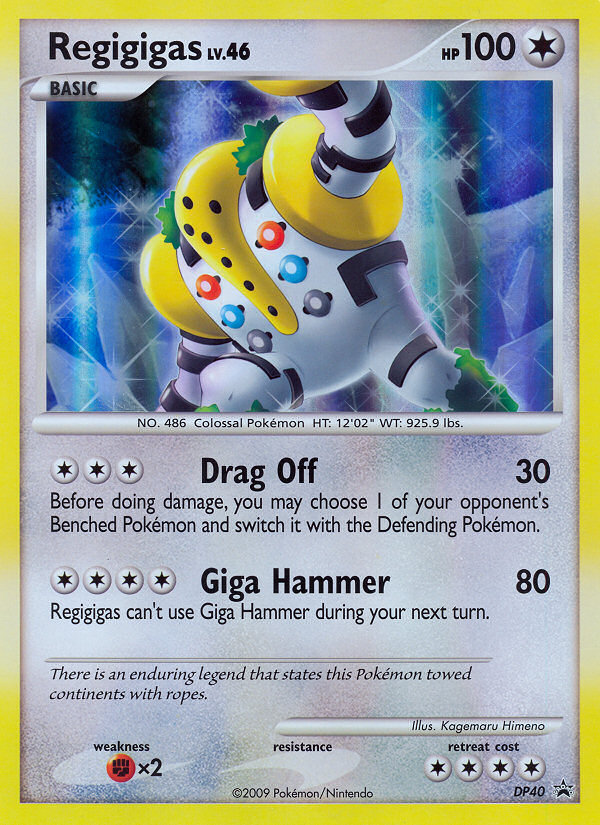 Regigigas LV.46 HP 100
BASIC
NO. 486 Colossal Pokémon HT: 12'02" WT: 925.9 lbs.
Drag Off 30
Before doing damage, you may choose 1 of your opponent's
Benched Pokémon and switch it with the Defending Pokémon.
Giga Hammer 80
Regigigas can't use Giga Hammer during your next turn.
There is an enduring legend that states this Pokémon towed
continents with ropes.
Illus. Kagemaru Himeno
weakness resistance retreat cost
×2
©2009 Pokémon/Nintendo DP40